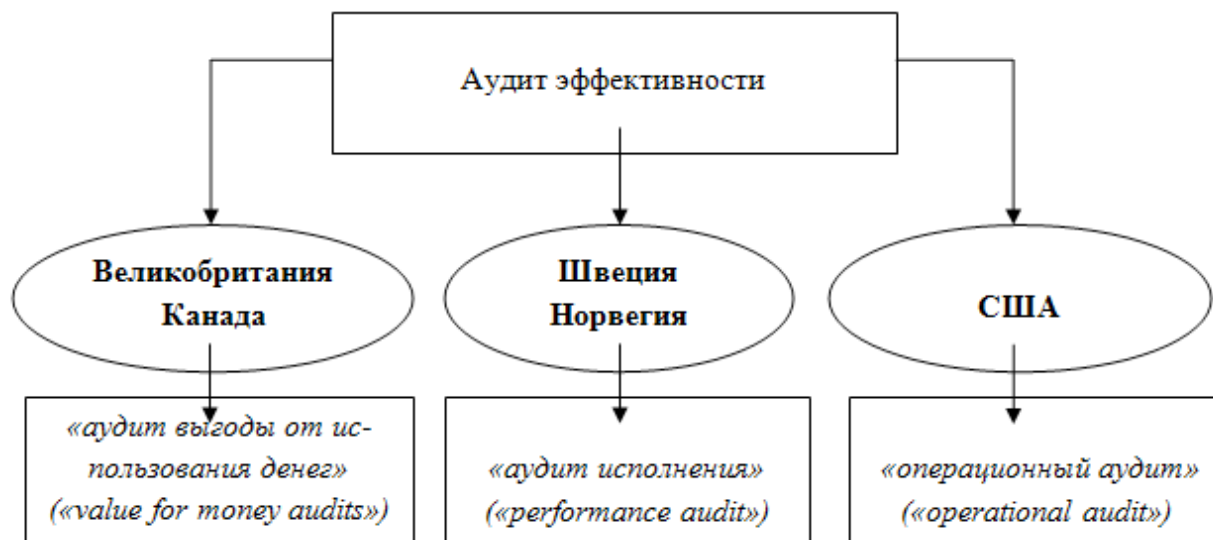 Аудит эффективности
Великобритания
Канада
Швеция
Норвегия
США
«аудит выгоды от ис-
пользования денег»
(«value for money audits»)
«аудит исполнения»
(«performance audit»)
«операционный аудит»
(«operational audit»)